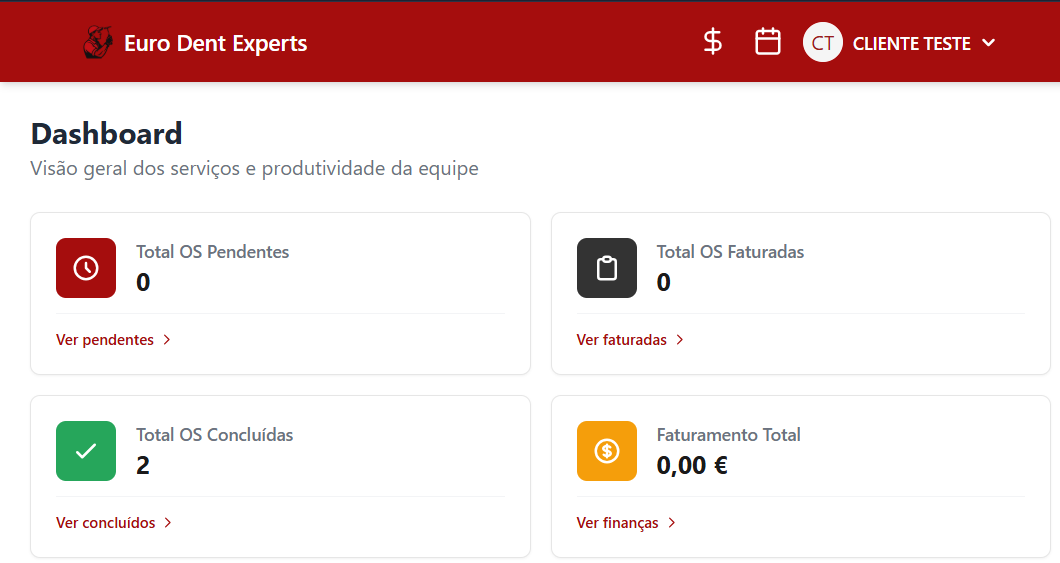 Euro Dent Experts
CT CLIENTE TESTE
Dashboard
Visão geral dos serviços e produtividade da equipe
Total OS Pendentes
0
Ver pendentes
Total OS Faturadas
0
Ver faturadas
Total OS Concluídas
2
Ver concluídos
Faturamento Total
0,00 €
Ver finanças